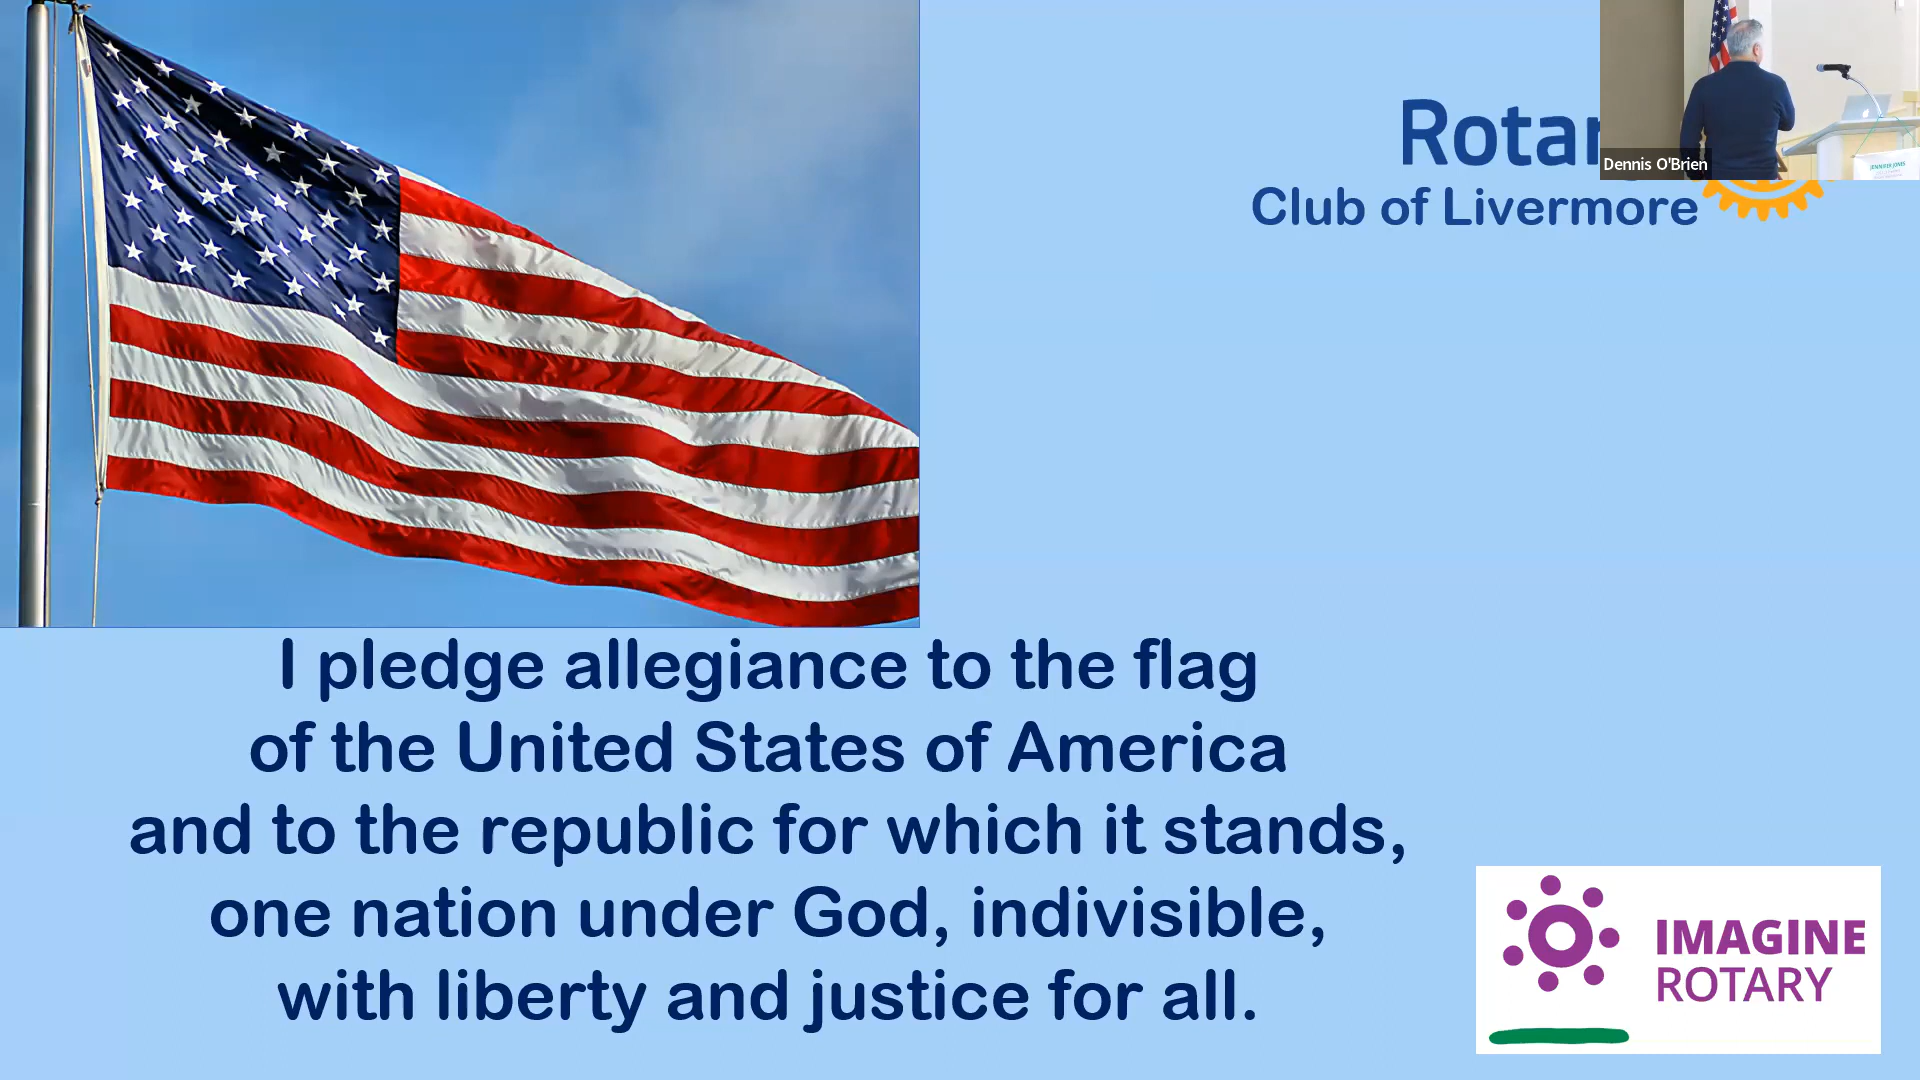 Rotar
Club of Livermore
Dennis O'Brien
I pledge allegiance to the flag
of the United States of America
and to the republic for which it stands,
one nation under God, indivisible,
with liberty and justice for all.
IMAGINE
ROTARY